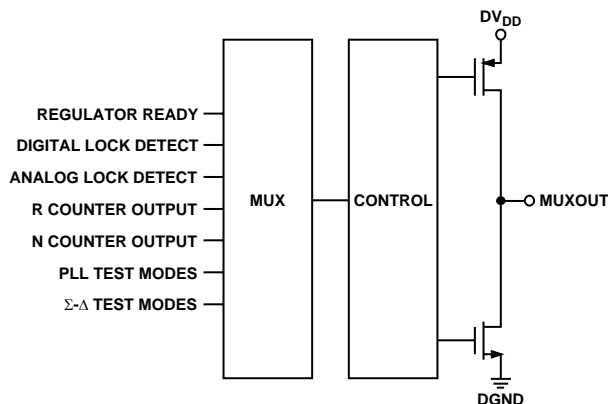 DVDD
REGULATOR READY
DIGITAL LOCK DETECT
ANALOG LOCK DETECT
R COUNTER OUTPUT
N COUNTER OUTPUT
PLL TEST MODES
Σ-Δ TEST MODES
MUX
CONTROL
MUXOUT
DGND